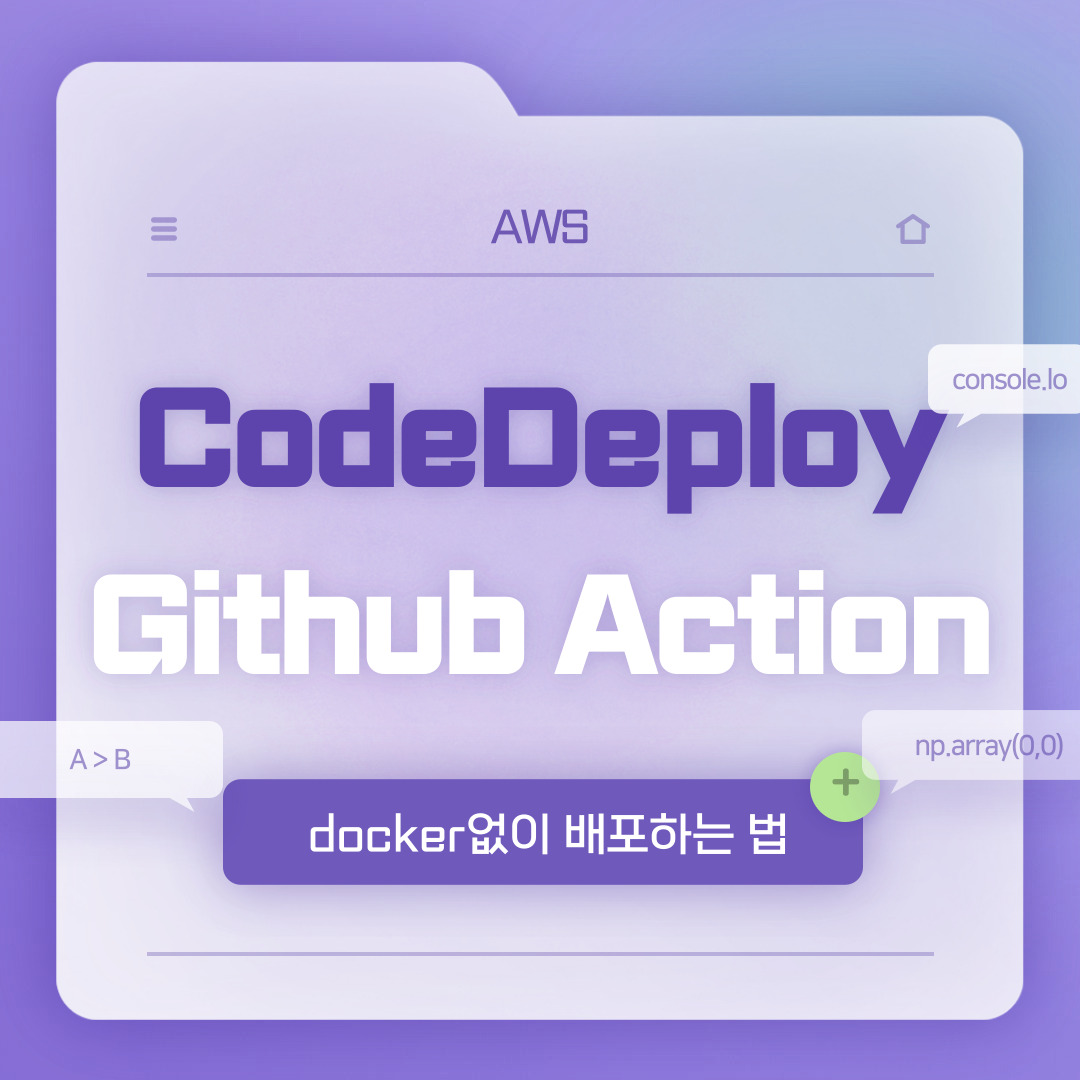 AWS
console.lo
CodeDeploy
Github Action
A > B
np.array(0,0)
+
docker없이 배포하는 법